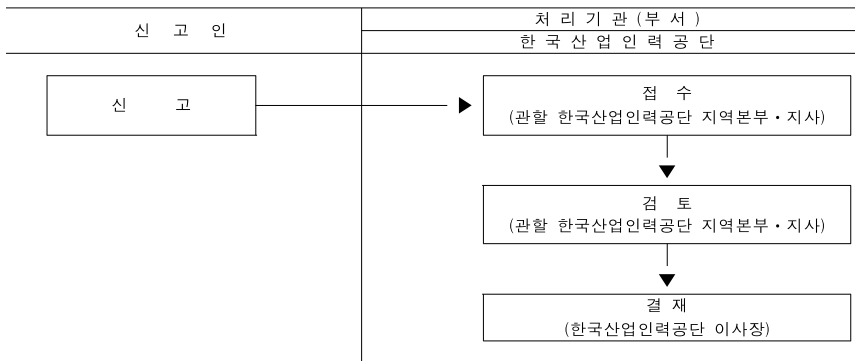 신 고 인
처 리 기 관 ( 부 서 )
한 국 산 업 인 력 공 단
신 고
접 수
(관할 한국산업인력공단 지역본부・지사)
검 토
(관할 한국산업인력공단 지역본부・지사)
결 재
(한국산업인력공단 이사장)